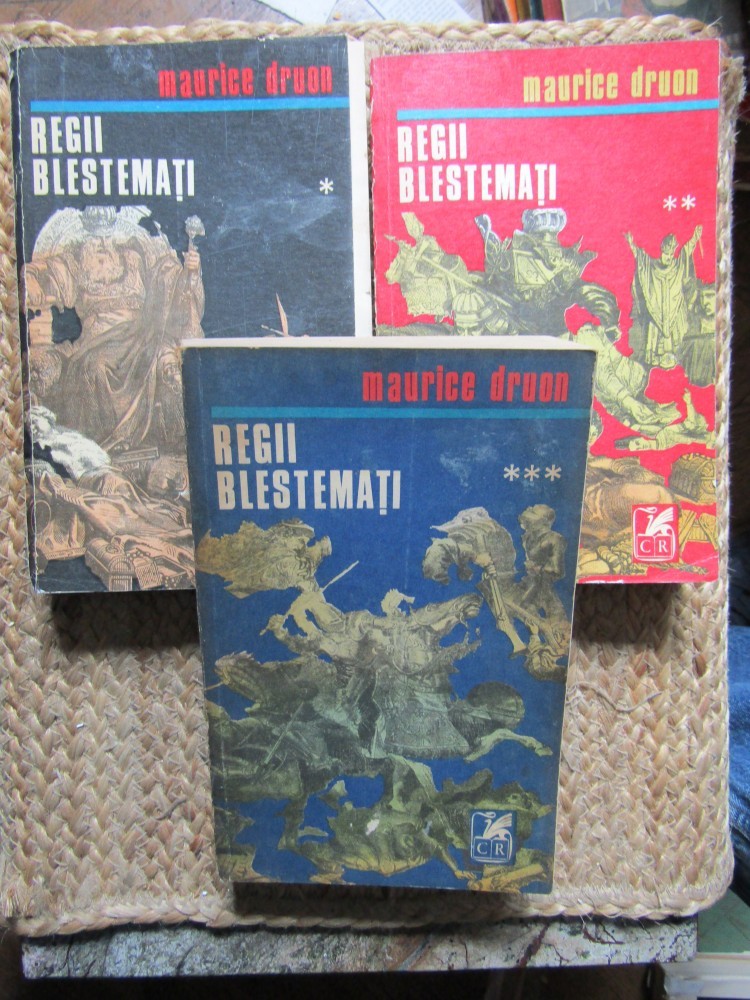 maurice druon
REGII
BLESTEMAȚI
*
maurice druon
REGII
BLESTEMAȚI
**
CR
maurice druon
REGII
BLESTEMAȚI
***
CR